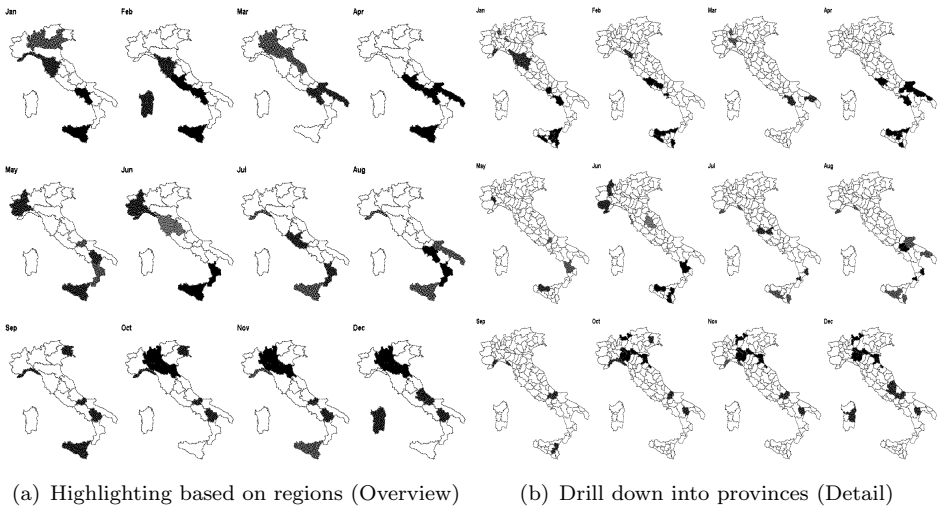 Jan Feb Mar Apr Jan Feb Mar Apr
May Jun Jul Aug May Jun Jul Aug
Sep Oct Nov Dec Sep Oct Nov Dec
(a) Highlighting based on regions (Overview) (b) Drill down into provinces (Detail)